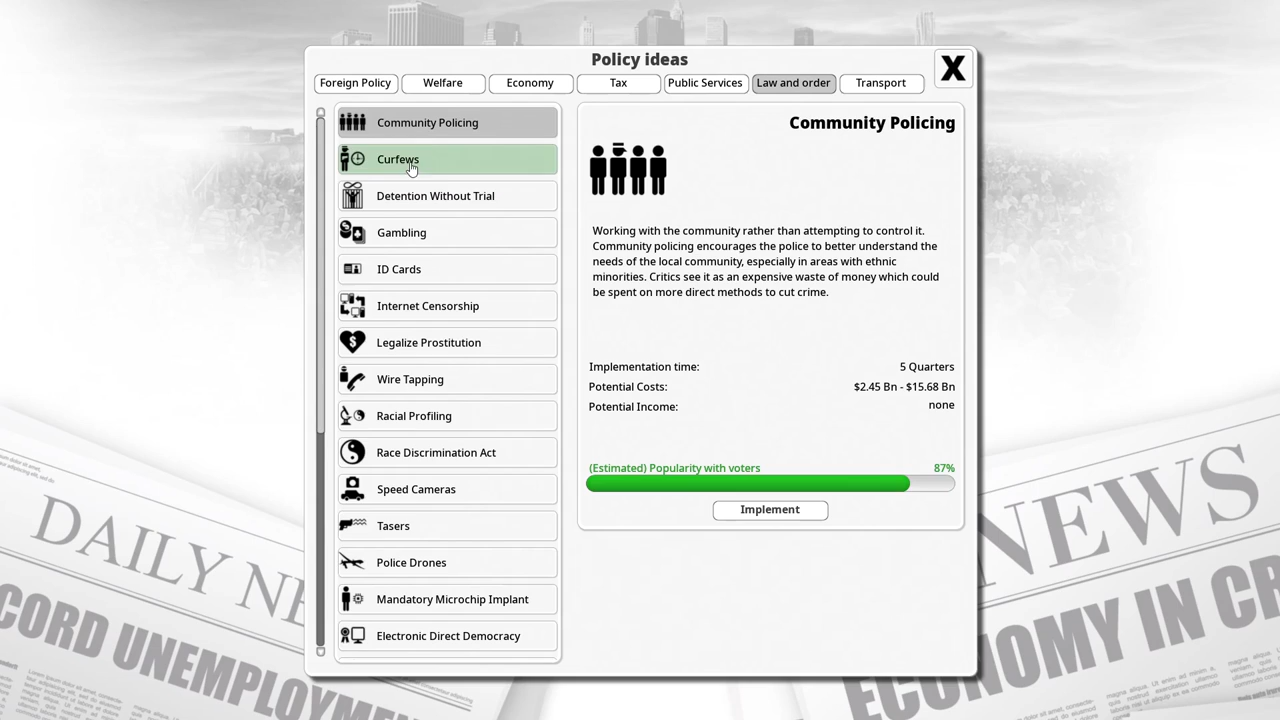 Policy ideas
X
Foreign Policy
Welfare
Economy
Tax
Public Services
Law and order
Transport
Community Policing
Curfews
Detention Without Trial
Gambling
ID Cards
Internet Censorship
Legalize Prostitution
Wire Tapping
Racial Profiling
Race Discrimination Act
Speed Cameras
Tasers
Police Drones
Mandatory Microchip Implant
Electronic Direct Democracy
Community Policing
Working with the community rather than attempting to control it.
Community policing encourages the police to better understand the
needs of the local community, especially in areas with ethnic
minorities. Critics see it as an expensive waste of money which could
be spent on more direct methods to cut crime.
Implementation time: 5 Quarters
Potential Costs: $2.45 Bn - $15.68 Bn
Potential Income: none
(Estimated) Popularity with voters 87%
Implement
DAILY NE
CORD UNEMPLOYM
NEWS
ECONOMY IN CR